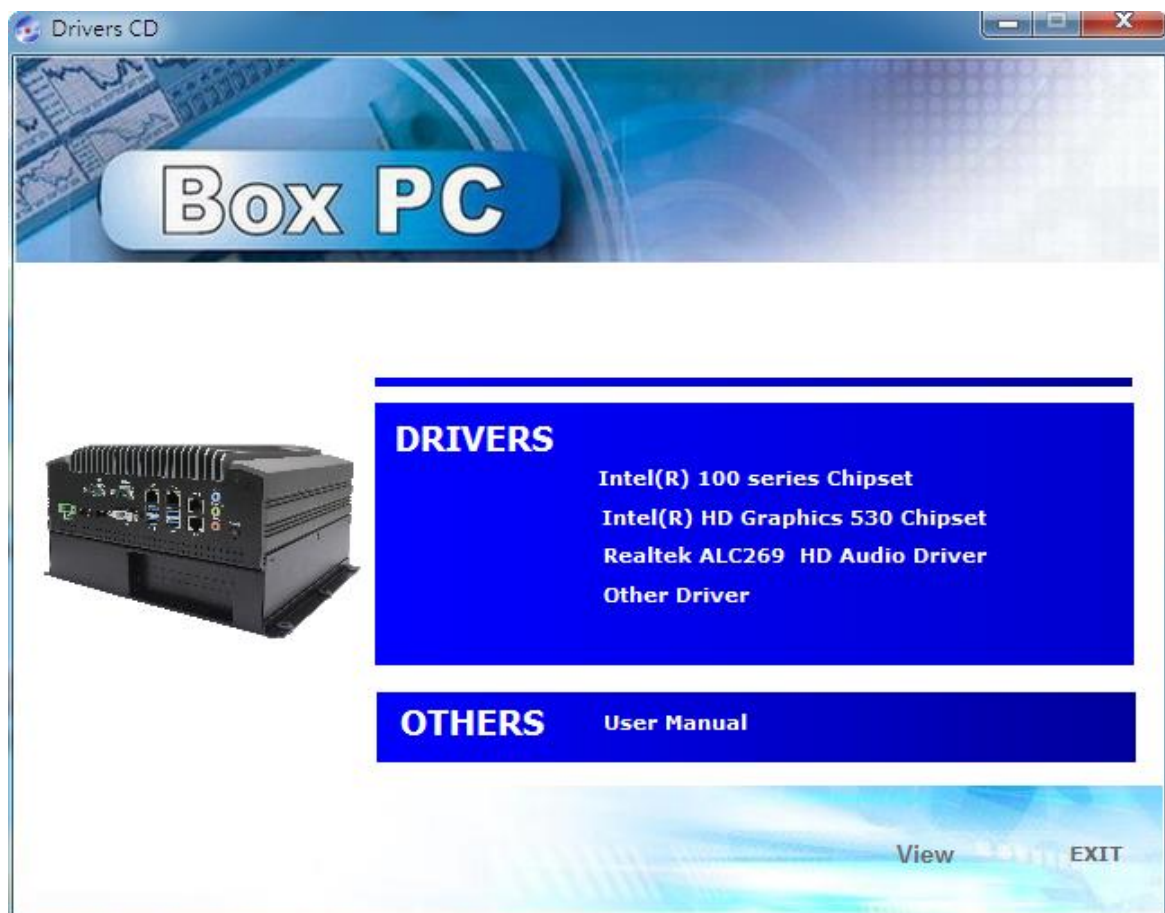 Drivers CD
Box PC
DRIVERS
Intel(R) 100 series Chipset
Intel(R) HD Graphics 530 Chipset
Realtek ALC269  HD Audio Driver
Other Driver
OTHERS
User Manual
View
EXIT